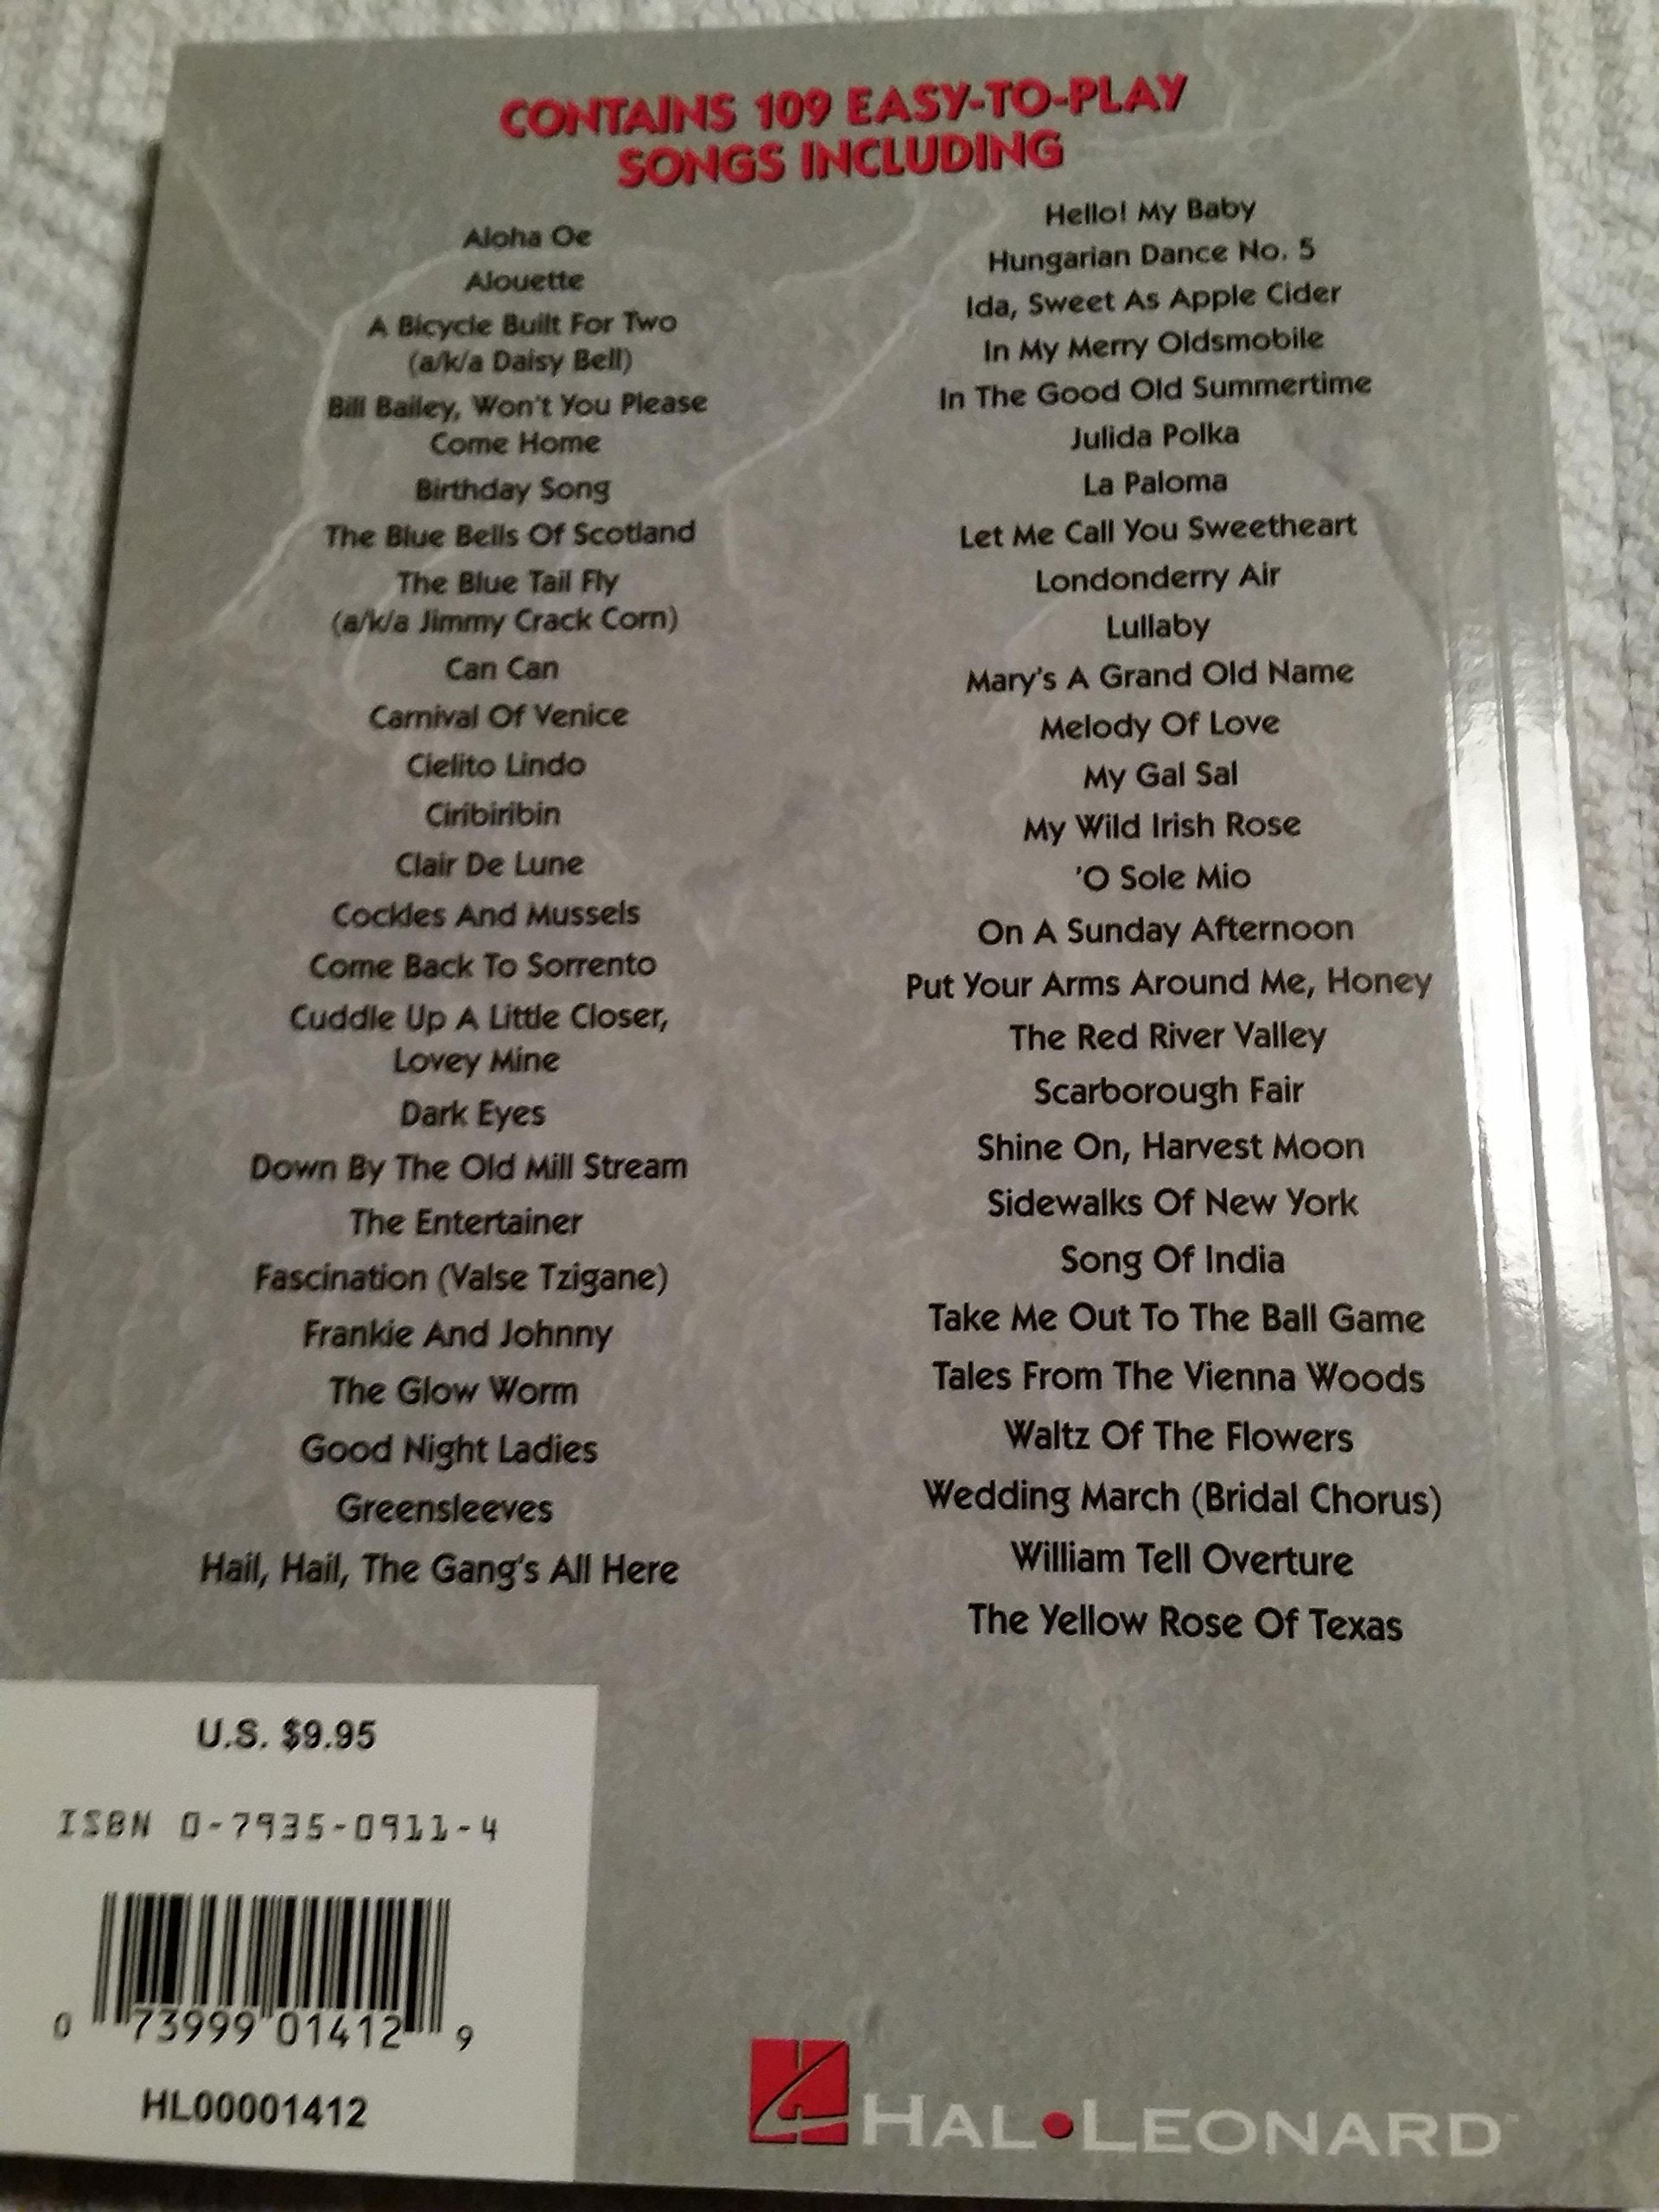 CONTAINS 109 EASY-TO-PLAY
SONGS INCLUDING
Aloha Oe
Alouette
A Bicycle Built For Two
(a/k/a Daisy Bell)
Bill Bailey, Won't You Please
Come Home
Birthday Song
The Blue Bells Of Scotland
The Blue Tail Fly
(a/k/a Jimmy Crack Corn)
Can Can
Carnival Of Venice
Cielito Lindo
Ciribiribin
Clair De Lune
Cockles And Mussels
Come Back To Sorrento
Cuddle Up A Little Closer,
Lovey Mine
Dark Eyes
Down By The Old Mill Stream
The Entertainer
Fascination (Valse Tzigane)
Frankie And Johnny
The Glow Worm
Good Night Ladies
Greensleeves
Hail, Hail, The Gang's All Here
Hello! My Baby
Hungarian Dance No. 5
Ida, Sweet As Apple Cider
In My Merry Oldsmobile
In The Good Old Summertime
Julida Polka
La Paloma
Let Me Call You Sweetheart
Londonderry Air
Lullaby
Mary's A Grand Old Name
Melody Of Love
My Gal Sal
My Wild Irish Rose
'O Sole Mio
On A Sunday Afternoon
Put Your Arms Around Me, Honey
The Red River Valley
Scarborough Fair
Shine On, Harvest Moon
Sidewalks Of New York
Song Of India
Take Me Out To The Ball Game
Tales From The Vienna Woods
Waltz Of The Flowers
Wedding March (Bridal Chorus)
William Tell Overture
The Yellow Rose Of Texas
U.S. $9.95
ISBN 0-7935-0911-4
0 73999 01412 9
HL00001412
HAL•LEONARD™